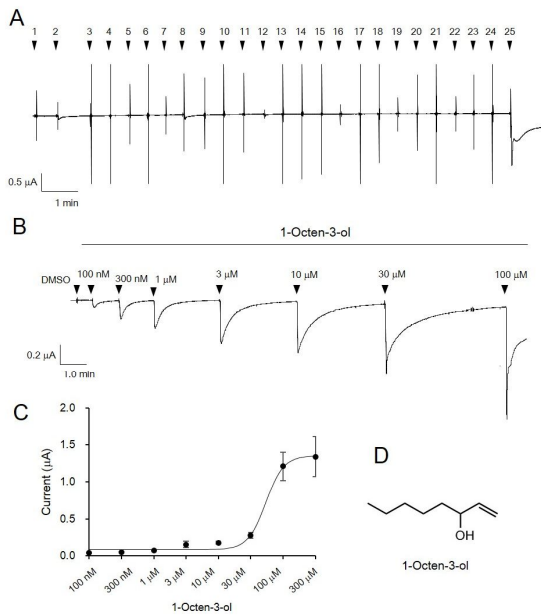 A
1 2 3 4 5 6 7 8 9 10 11 12 13 14 15 16 17 18 19 20 21 22 23 24 25
0.5 μA
1 min
B
1-Octen-3-ol
DMSO 100 nM 300 nM 1 μM 3 μM 10 μM 30 μM 100 μM
0.2 μA
1.0 min
C
Current (μA)
2.0
1.5
1.0
0.5
0.0
100 nM 300 nM 1 μM 3 μM 10 μM 30 μM 100 μM 300 μM
1-Octen-3-ol
D
OH
1-Octen-3-ol